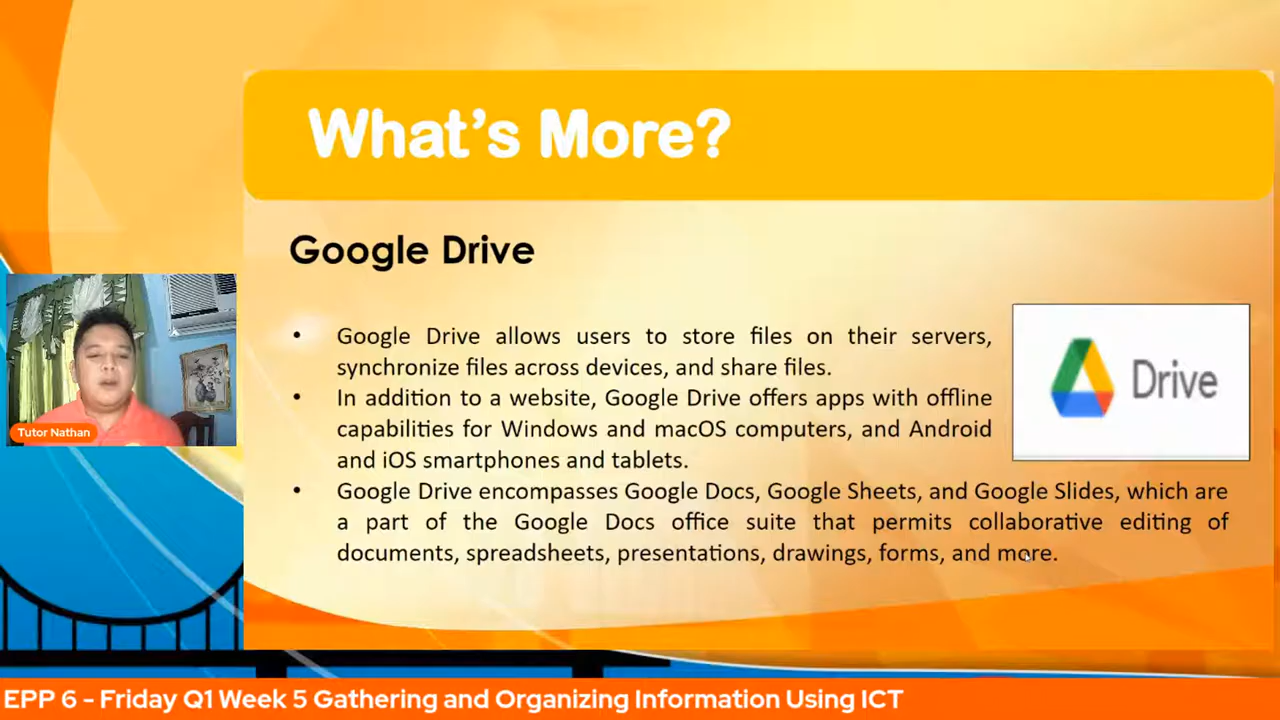 What's More?
Google Drive
• Google Drive allows users to store files on their servers,
synchronize files across devices, and share files.
• In addition to a website, Google Drive offers apps with offline
capabilities for Windows and macOS computers, and Android
and iOS smartphones and tablets.
• Google Drive encompasses Google Docs, Google Sheets, and Google Slides, which are
a part of the Google Docs office suite that permits collaborative editing of
documents, spreadsheets, presentations, drawings, forms, and more.
Drive
Tutor Nathan
EPP 6 - Friday Q1 Week 5 Gathering and Organizing Information Using ICT